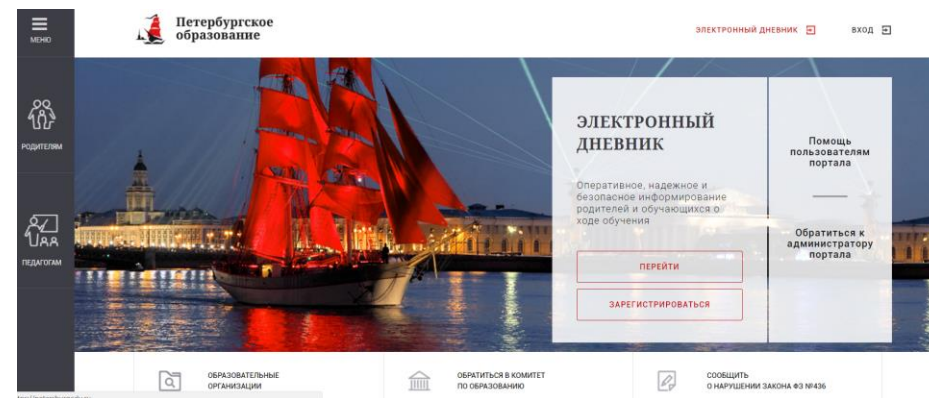 МЕНЮ
Петербургское
образование
ЭЛЕКТРОННЫЙ ДНЕВНИК
ВХОД
РОДИТЕЛЯМ
ПЕДАГОГАМ
ЭЛЕКТРОННЫЙ
ДНЕВНИК
Оперативное, надежное и
безопасное информирование
родителей и обучающихся о
ходе обучения
ПЕРЕЙТИ
ЗАРЕГИСТРИРОВАТЬСЯ
Помощь
пользователям
портала
Обратиться к
администратору
портала
ОБРАЗОВАТЕЛЬНЫЕ
ОРГАНИЗАЦИИ
ОБРАТИТЬСЯ В КОМИТЕТ
ПО ОБРАЗОВАНИЮ
СООБЩИТЬ
О НАРУШЕНИИ ЗАКОНА ФЗ №436